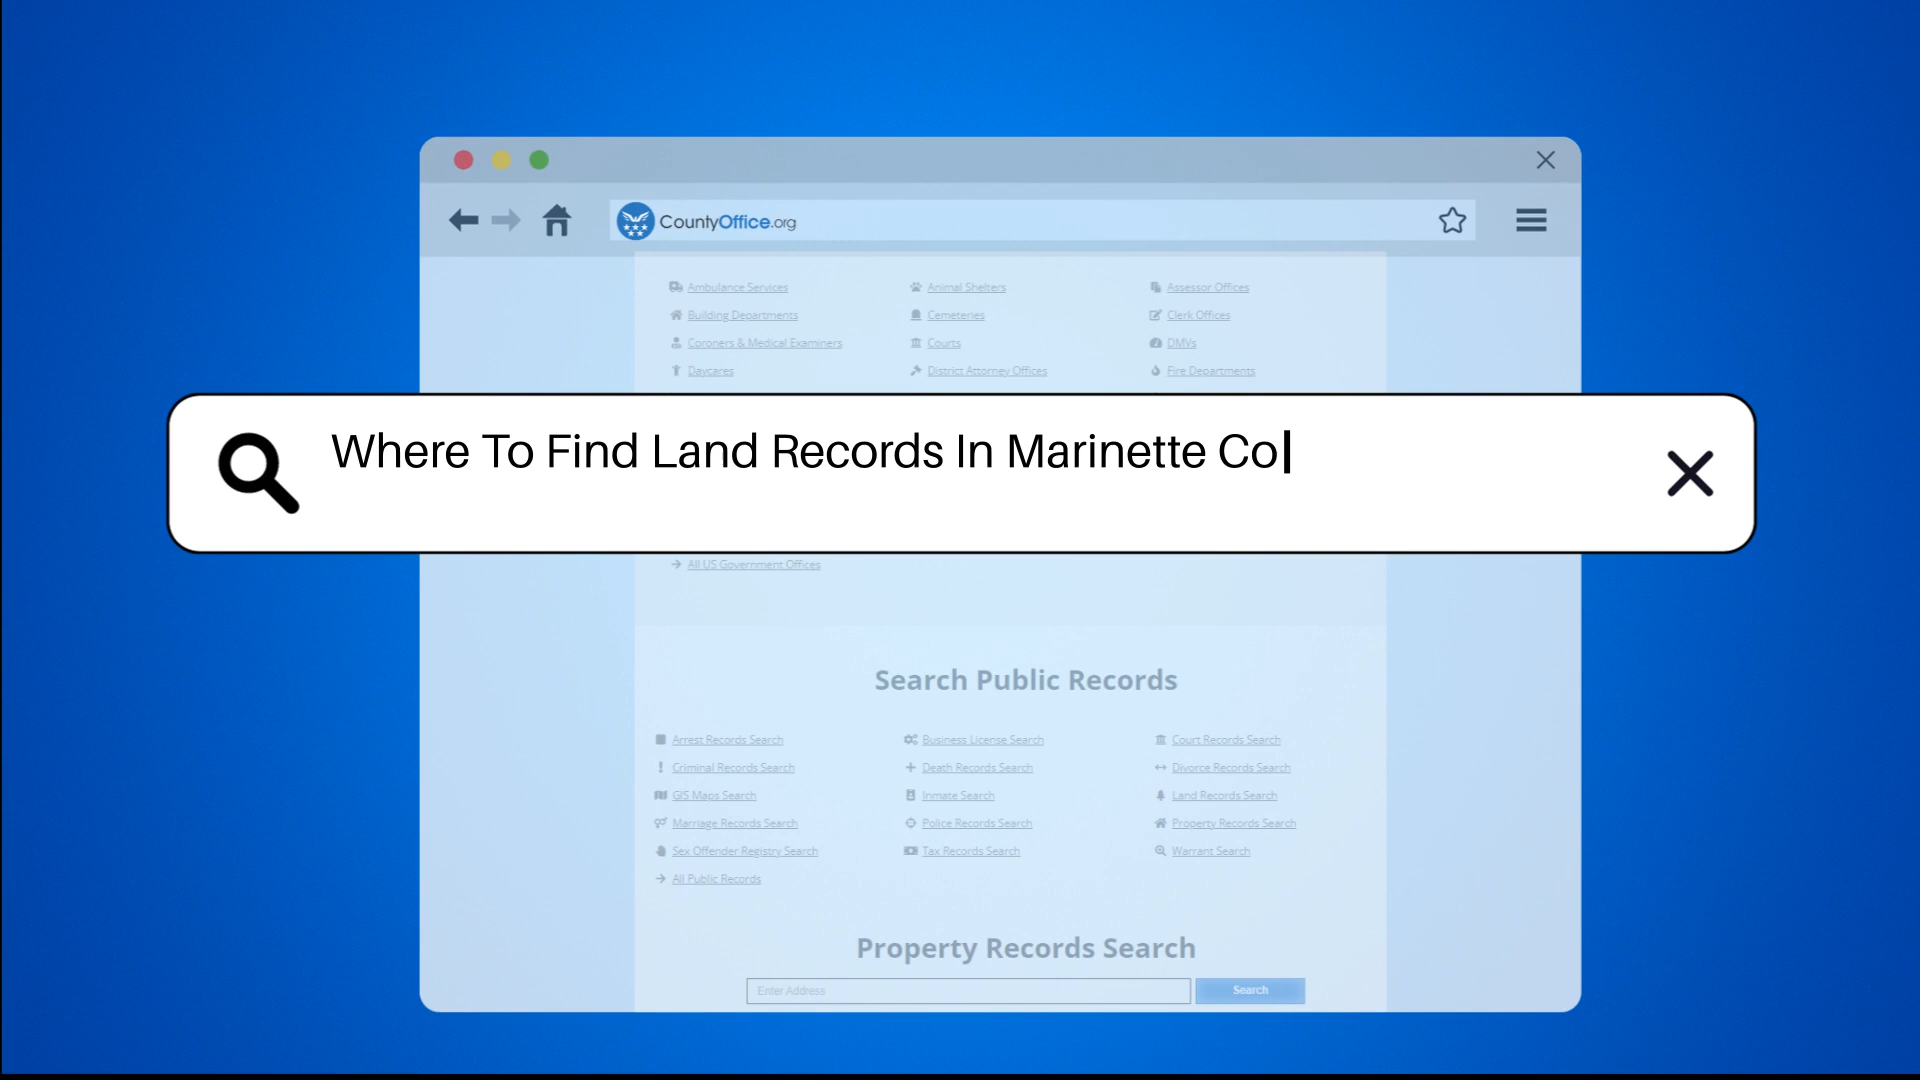 CountyOffice.org
Ambulance Services Animal Shelters Assessor Offices
Building Departments Cemeteries Clerk Offices
Coroners & Medical Examiners Courts DMVs
Daycares District Attorney Offices Fire Departments
Where To Find Land Records In Marinette Co
All US Government Offices
Search Public Records
Arrest Records Search Business License Search Court Records Search
Criminal Records Search Death Records Search Divorce Records Search
GIS Maps Search Inmate Search Land Records Search
Marriage Records Search Police Records Search Property Records Search
Sex Offender Registry Search Tax Records Search Warrant Search
All Public Records
Property Records Search
Enter Address Search